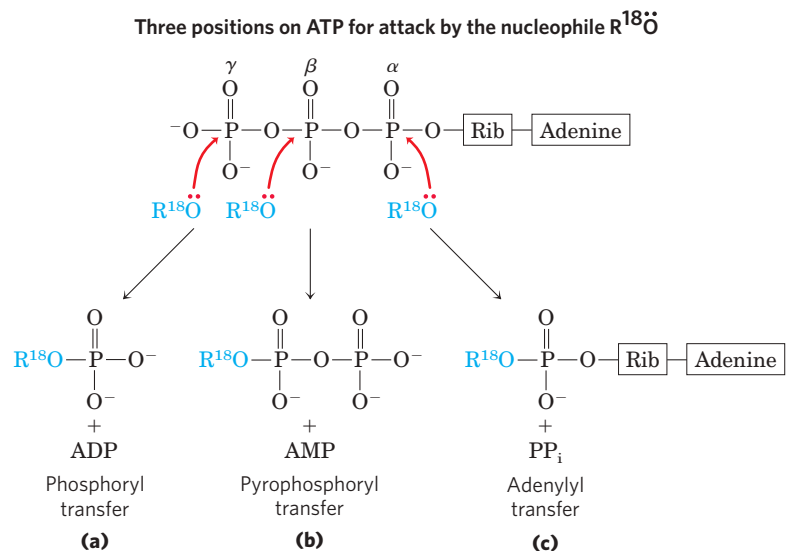 Three positions on ATP for attack by the nucleophile R¹⁸Ö
γ β α
O O O
⁻O—P—O—P—O—P—O—Rib—Adenine
O⁻ O⁻ O⁻
R¹⁸Ö R¹⁸Ö R¹⁸Ö
O
R¹⁸O—P—O⁻
O⁻
+
ADP
Phosphoryl
transfer
(a)
O O
R¹⁸O—P—O—P—O⁻
O⁻ O⁻
+
AMP
Pyrophosphoryl
transfer
(b)
O
R¹⁸O—P—O—Rib—Adenine
O⁻
+
PPᵢ
Adenylyl
transfer
(c)